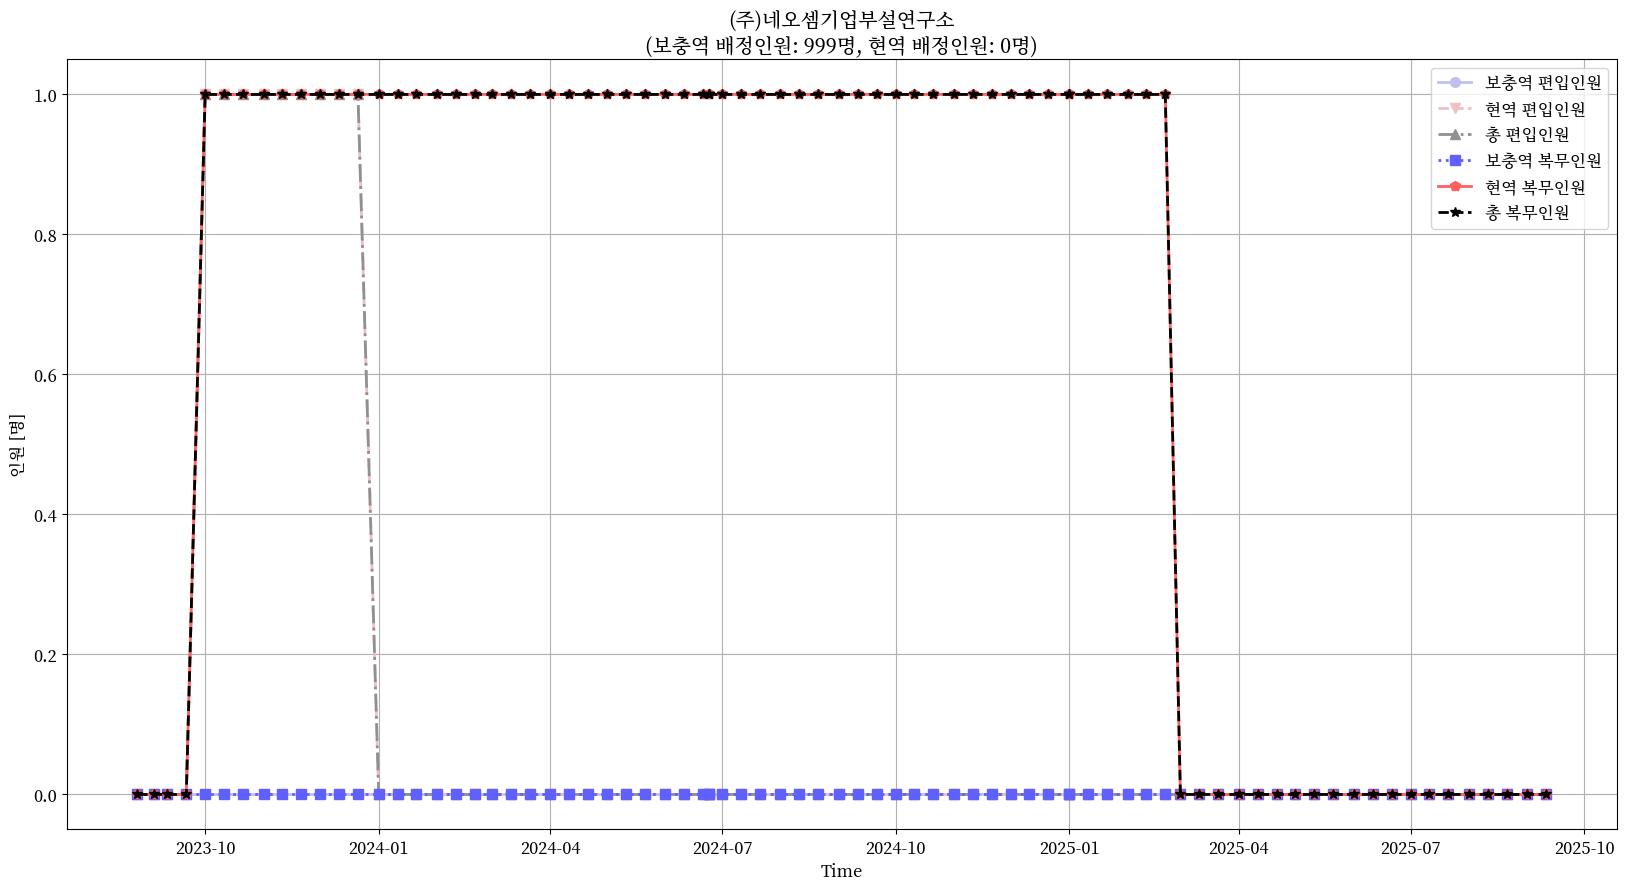 (주)네오셈기업부설연구소
(보충역 배정인원: 999명, 현역 배정인원: 0명)
보충역 편입인원
현역 편입인원
총 편입인원
보충역 복무인원
현역 복무인원
총 복무인원
인원 [명]
1.0
0.8
0.6
0.4
0.2
0.0
2023-10
2024-01
2024-04
2024-07
2024-10
2025-01
2025-04
2025-07
2025-10
Time